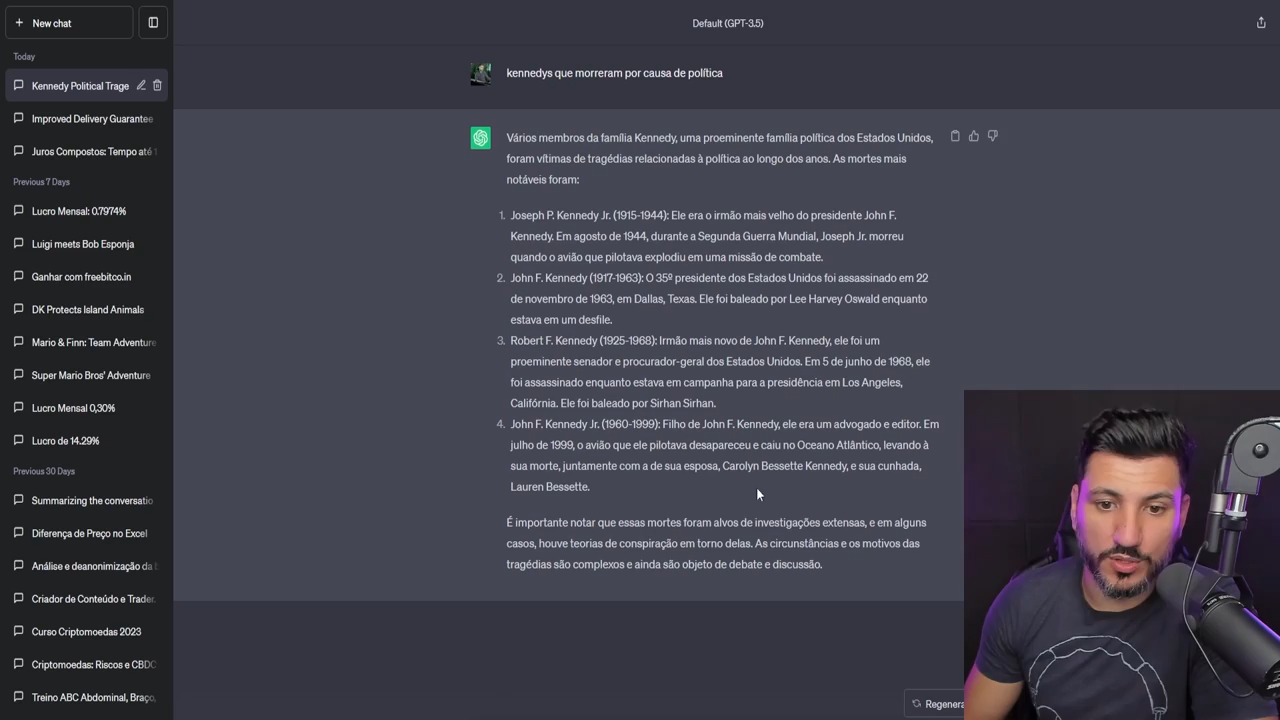 New chat
Today
Kennedy Political Trage
Improved Delivery Guarantee
Juros Compostos: Tempo até 1
Previous 7 Days
Lucro Mensal: 0.7974%
Luigi meets Bob Esponja
Ganhar com freebitco.in
DK Protects Island Animals
Mario & Finn: Team Adventure
Super Mario Bros' Adventure
Lucro Mensal 0,30%
Lucro de 14.29%
Previous 30 Days
Summarizing the conversatio
Diferença de Preço no Excel
Análise e deanonimização da
Criador de Conteúdo e Trader.
Curso Criptomoedas 2023
Criptomoedas: Riscos e CBDC
Treino ABC Abdominal, Braço,
Default (GPT-3.5)
kennedys que morreram por causa de política
Vários membros da família Kennedy, uma proeminente família política dos Estados Unidos,
foram vítimas de tragédias relacionadas à política ao longo dos anos. As mortes mais
notáveis foram:
1. Joseph P. Kennedy Jr. (1915-1944): Ele era o irmão mais velho do presidente John F.
Kennedy. Em agosto de 1944, durante a Segunda Guerra Mundial, Joseph Jr. morreu
quando o avião que pilotava explodiu em uma missão de combate.
2. John F. Kennedy (1917-1963): O 35º presidente dos Estados Unidos foi assassinado em 22
de novembro de 1963, em Dallas, Texas. Ele foi baleado por Lee Harvey Oswald enquanto
estava em um desfile.
3. Robert F. Kennedy (1925-1968): Irmão mais novo de John F. Kennedy, ele foi um
proeminente senador e procurador-geral dos Estados Unidos. Em 5 de junho de 1968, ele
foi assassinado enquanto estava em campanha para a presidência em Los Angeles,
Califórnia. Ele foi baleado por Sirhan Sirhan.
4. John F. Kennedy Jr. (1960-1999): Filho de John F. Kennedy, ele era um advogado e editor. Em
julho de 1999, o avião que ele pilotava desapareceu e caiu no Oceano Atlântico, levando à
sua morte, juntamente com a de sua esposa, Carolyn Bessette Kennedy, e sua cunhada,
Lauren Bessette.
É importante notar que essas mortes foram alvos de investigações extensas, e em alguns
casos, houve teorias de conspiração em torno delas. As circunstâncias e os motivos das
tragédias são complexos e ainda são objeto de debate e discussão.
Regenera